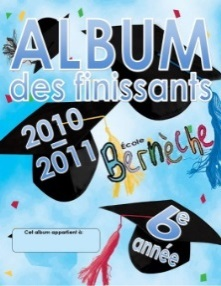 ALBUM
des finissants
2010-
2011
École
Bernèche
6e
année
Cet album appartient à: